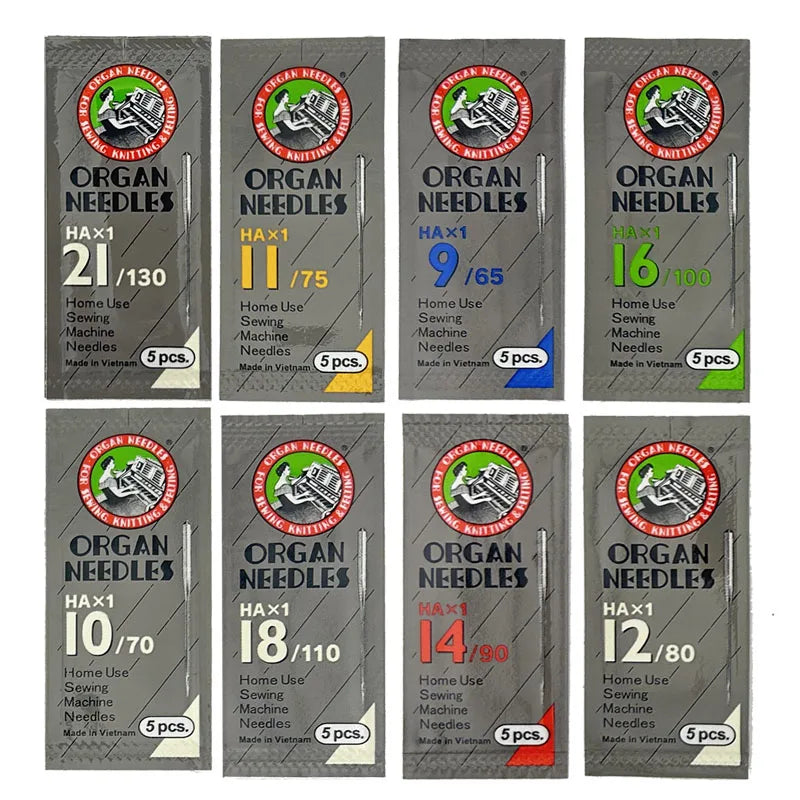 ORGAN NEEDLES
FOR SEWING, KNITTING & FELTING
®
ORGAN
NEEDLES
HA×1
21/130
Home Use
Sewing
Machine
Needles
Made in Vietnam
5 pcs.
ORGAN NEEDLES
FOR SEWING, KNITTING & FELTING
®
ORGAN
NEEDLES
HA×1
11/75
Home Use
Sewing
Machine
Needles
Made in Vietnam
5 pcs.
ORGAN NEEDLES
FOR SEWING, KNITTING & FELTING
®
ORGAN
NEEDLES
HA×1
9/65
Home Use
Sewing
Machine
Needles
Made in Vietnam
5 pcs.
ORGAN NEEDLES
FOR SEWING, KNITTING & FELTING
®
ORGAN
NEEDLES
HA×1
16/100
Home Use
Sewing
Machine
Needles
Made in Vietnam
5 pcs.
ORGAN NEEDLES
FOR SEWING, KNITTING & FELTING
®
ORGAN
NEEDLES
HA×1
10/70
Home Use
Sewing
Machine
Needles
Made in Vietnam
5 pcs.
ORGAN NEEDLES
FOR SEWING, KNITTING & FELTING
®
ORGAN
NEEDLES
HA×1
18/110
Home Use
Sewing
Machine
Needles
Made in Vietnam
5 pcs.
ORGAN NEEDLES
FOR SEWING, KNITTING & FELTING
®
ORGAN
NEEDLES
HA×1
14/90
Home Use
Sewing
Machine
Needles
Made in Vietnam
5 pcs.
ORGAN NEEDLES
FOR SEWING, KNITTING & FELTING
®
ORGAN
NEEDLES
HA×1
12/80
Home Use
Sewing
Machine
Needles
Made in Vietnam
5 pcs.